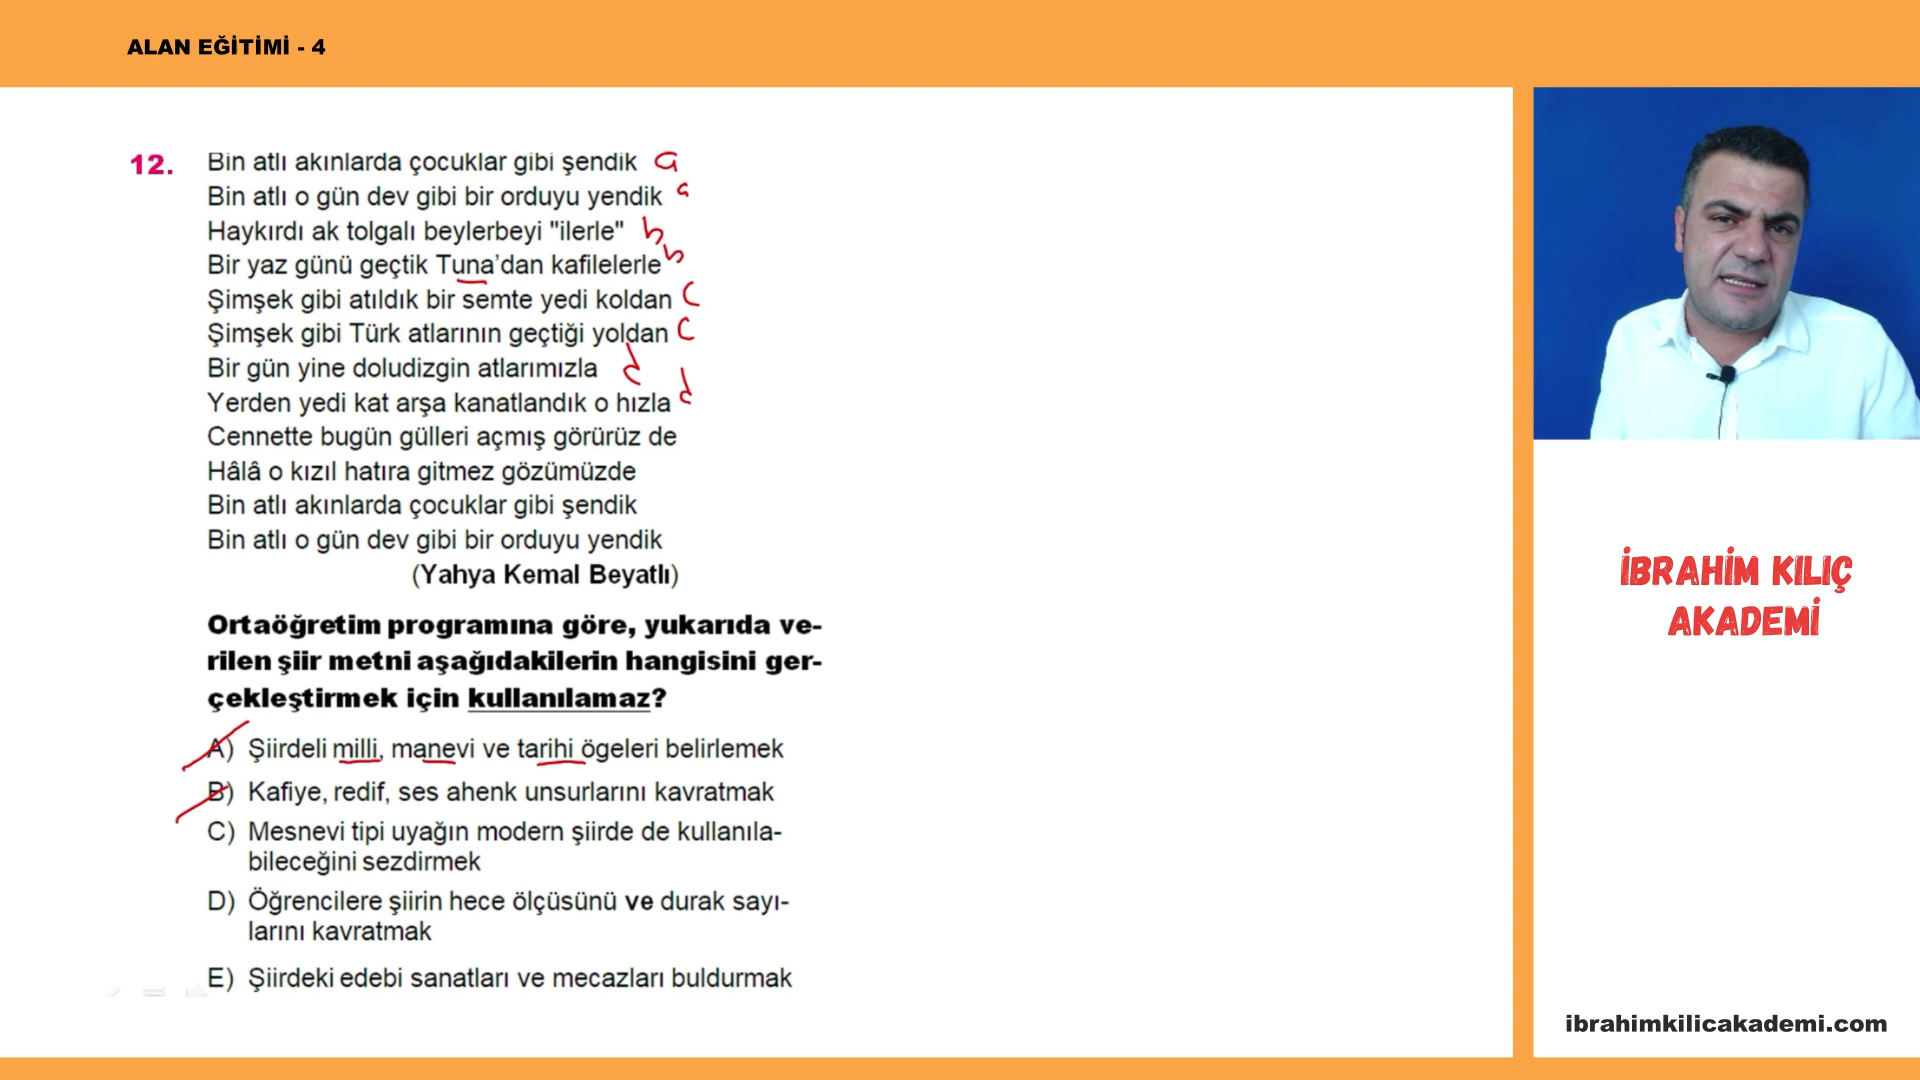 ALAN EĞİTİMİ - 4
12. Bin atlı akınlarda çocuklar gibi şendik a
Bin atlı o gün dev gibi bir orduyu yendik a
Haykırdı ak tolgalı beylerbeyi "ilerle" b
Bir yaz günü geçtik Tuna'dan kafilelerle b
Şimşek gibi atıldık bir semte yedi koldan c
Şimşek gibi Türk atlarının geçtiği yoldan c
Bir gün yine doludizgin atlarımızla d
Yerden yedi kat arşa kanatlandık o hızla d
Cennette bugün gülleri açmış görürüz de
Hâlâ o kızıl hatıra gitmez gözümüzde
Bin atlı akınlarda çocuklar gibi şendik
Bin atlı o gün dev gibi bir orduyu yendik
(Yahya Kemal Beyatlı)
Ortaöğretim programına göre, yukarıda ve-
rilen şiir metni aşağıdakilerin hangisini ger-
çekleştirmek için kullanılamaz?
A) Şiirdeli milli, manevi ve tarihi ögeleri belirlemek
B) Kafiye, redif, ses ahenk unsurlarını kavratmak
C) Mesnevi tipi uyağın modern şiirde de kullanıla-
bileceğini sezdirmek
D) Öğrencilere şiirin hece ölçüsünü ve durak sayı-
larını kavratmak
E) Şiirdeki edebi sanatları ve mecazları buldurmak
İBRAHİM KILIÇ
AKADEMİ
ibrahimkilicakademi.com